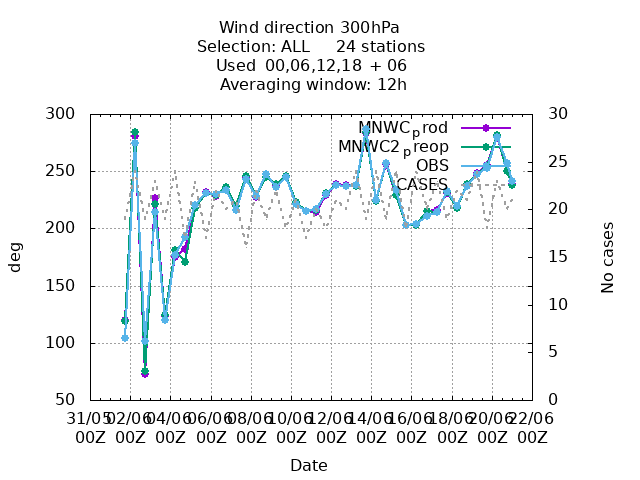 Wind direction 300hPa
Selection: ALL     24 stations
Used  00,06,12,18 + 06
Averaging window: 12h
300
250
200
150
100
50
deg
30
25
20
15
10
5
0
No cases
MNWCprod
MNWC2preop
OBS
CASES
31/05 02/06 04/06 06/06 08/06 10/06 12/06 14/06 16/06 18/06 20/06 22/06
00Z 00Z 00Z 00Z 00Z 00Z 00Z 00Z 00Z 00Z 00Z 00Z
Date